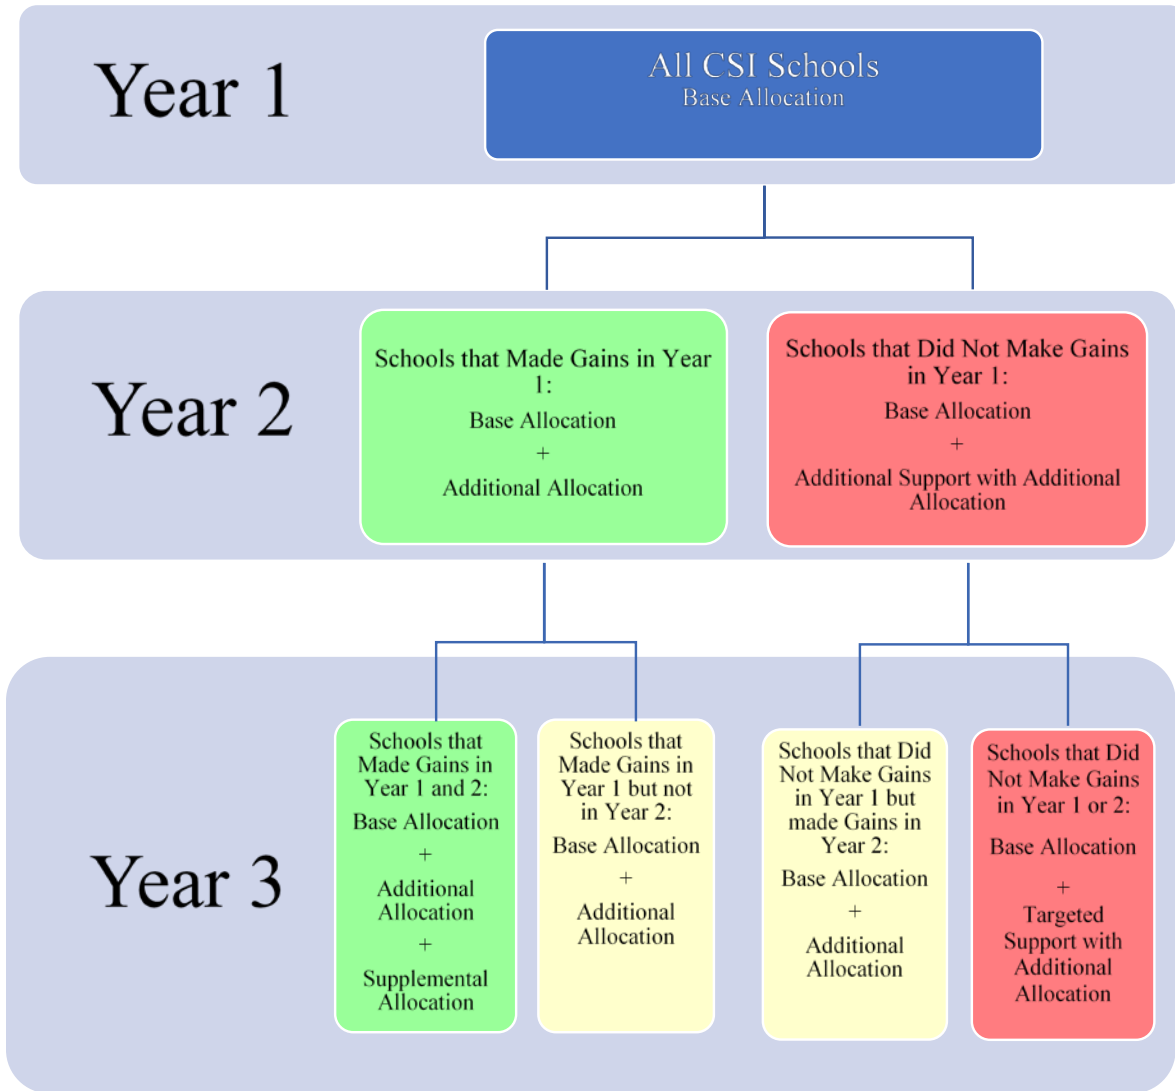 Year 1
All CSI Schools
Base Allocation
Year 2
Schools that Made Gains in Year
1:
Base Allocation
+
Additional Allocation
Schools that Did Not Make Gains
in Year 1:
Base Allocation
+
Additional Support with Additional
Allocation
Year 3
Schools that
Made Gains in
Year 1 and 2:
Base Allocation
+
Additional
Allocation
+
Supplemental
Allocation
Schools that
Made Gains in
Year 1 but not
in Year 2:
Base Allocation
+
Additional
Allocation
Schools that Did
Not Make Gains
in Year 1 but
made Gains in
Year 2:
Base Allocation
+
Additional
Allocation
Schools that Did
Not Make Gains
in Year 1 or 2:
Base Allocation
+
Targeted
Support with
Additional
Allocation